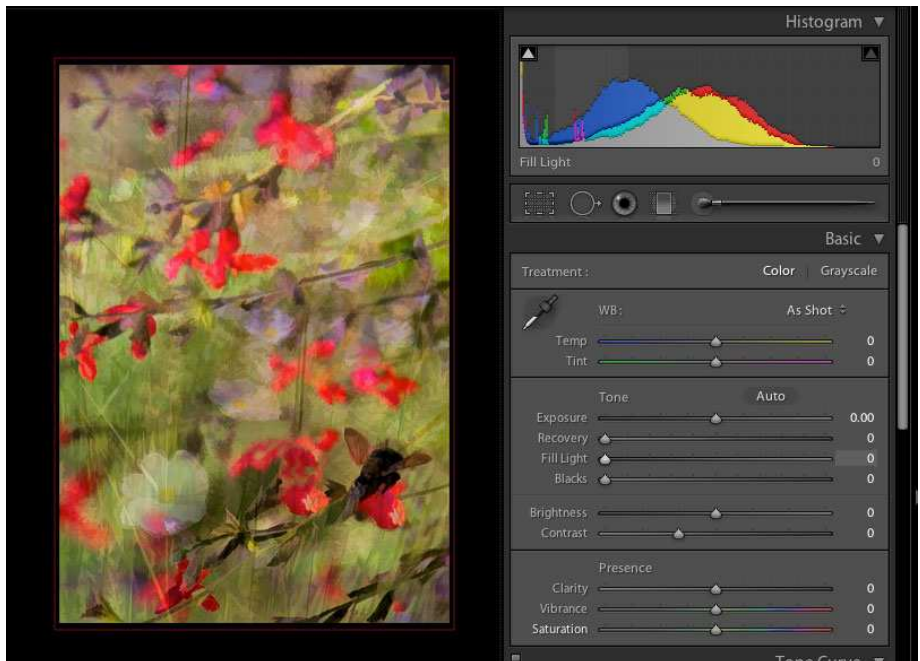 Histogram
Fill Light 0
Basic
Treatment : Color Grayscale
WB: As Shot
Temp 0
Tint 0
Tone Auto
Exposure 0.00
Recovery 0
Fill Light 0
Blacks 0
Brightness 0
Contrast 0
Presence
Clarity 0
Vibrance 0
Saturation 0
Tone Curve